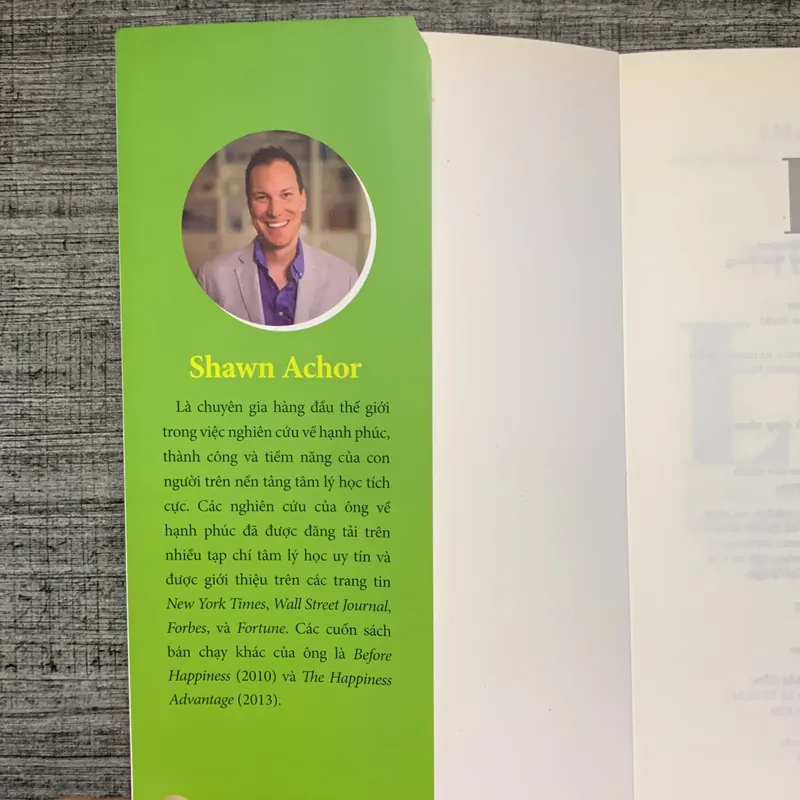 Shawn Achor
Là chuyên gia hàng đầu thế giới
trong việc nghiên cứu về hạnh phúc,
thành công và tiềm năng của con
người trên nền tảng tâm lý học tích
cực. Các nghiên cứu của ông về
hạnh phúc đã được đăng tải trên
nhiều tạp chí tâm lý học uy tín và
được giới thiệu trên các trang tin
New York Times, Wall Street Journal,
Forbes, và Fortune. Các cuốn sách
bán chạy khác của ông là Before
Happiness (2010) và The Happiness
Advantage (2013).